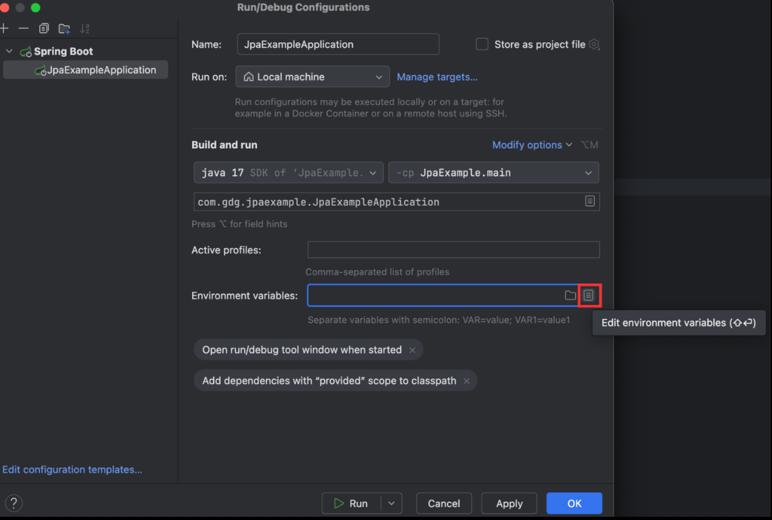 Run/Debug Configurations
Spring Boot
JpaExampleApplication
Name: JpaExampleApplication Store as project file
Run on: Local machine Manage targets...
Run configurations may be executed locally or on a target: for
example in a Docker Container or on a remote host using SSH.
Build and run Modify options ⌥M
java 17 SDK of 'JpaExample. -cp JpaExample.main
com.gdg.jpaexample.JpaExampleApplication
Press ⌥ for field hints
Active profiles:
Comma-separated list of profiles
Environment variables:
Separate variables with semicolon: VAR=value; VAR1=value1
Edit environment variables (⇧⏎)
Open run/debug tool window when started ×
Add dependencies with “provided” scope to classpath ×
Edit configuration templates...
? Run Cancel Apply OK